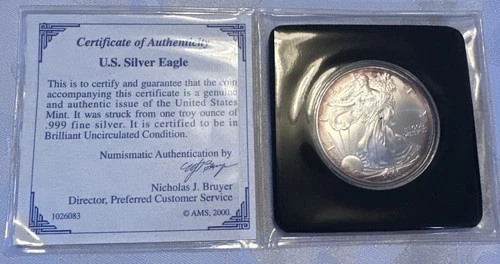 Certificate of Authenticity
U.S. Silver Eagle
This is to certify and guarantee that the coin
accompanying this certificate is a genuine
and authentic issue of the United States
Mint. It was struck from one troy ounce of
.999 fine silver. It is certified to be in
Brilliant Uncirculated Condition.
Numismatic Authentication by
Nicholas J. Bruyer
Director, Preferred Customer Service
1026083 © AMS, 2000.